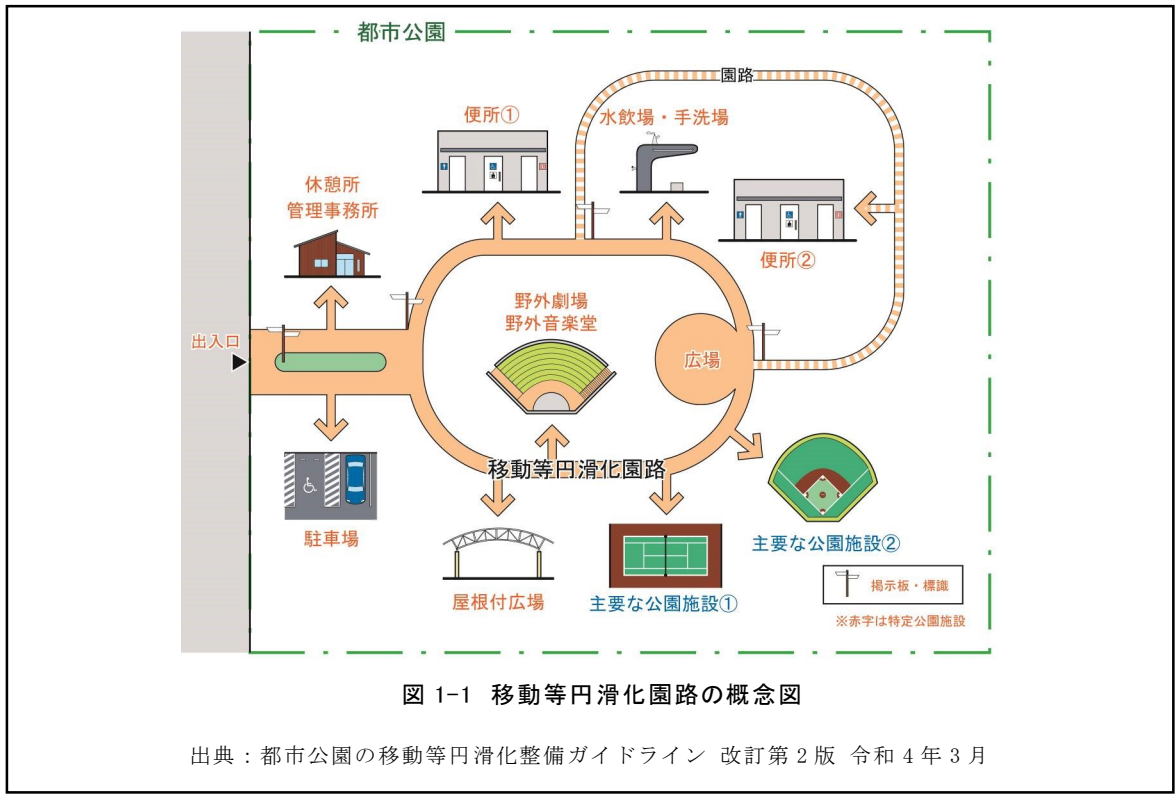 都市公園
園路
便所①
水飲場・手洗場
休憩所
管理事務所
便所②
野外劇場
野外音楽堂
出入口
広場
移動等円滑化園路
駐車場
屋根付広場
主要な公園施設①
主要な公園施設②
掲示板・標識
※赤字は特定公園施設
図 1-1 移動等円滑化園路の概念図
出典：都市公園の移動等円滑化整備ガイドライン 改訂第2版 令和4年3月